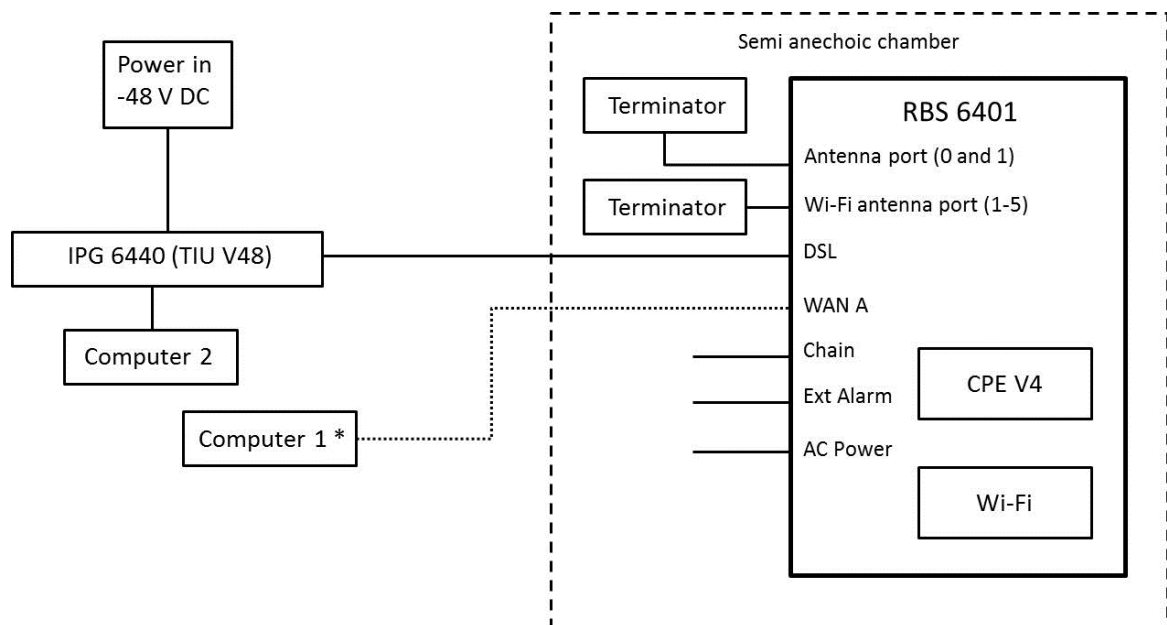 Semi anechoic chamber
Power in
-48 V DC
Terminator
RBS 6401
Antenna port (0 and 1)
Terminator
Wi-Fi antenna port (1-5)
IPG 6440 (TIU V48)
DSL
WAN A
Computer 2
Chain
CPE V4
Ext Alarm
Computer 1 *
AC Power
Wi-Fi